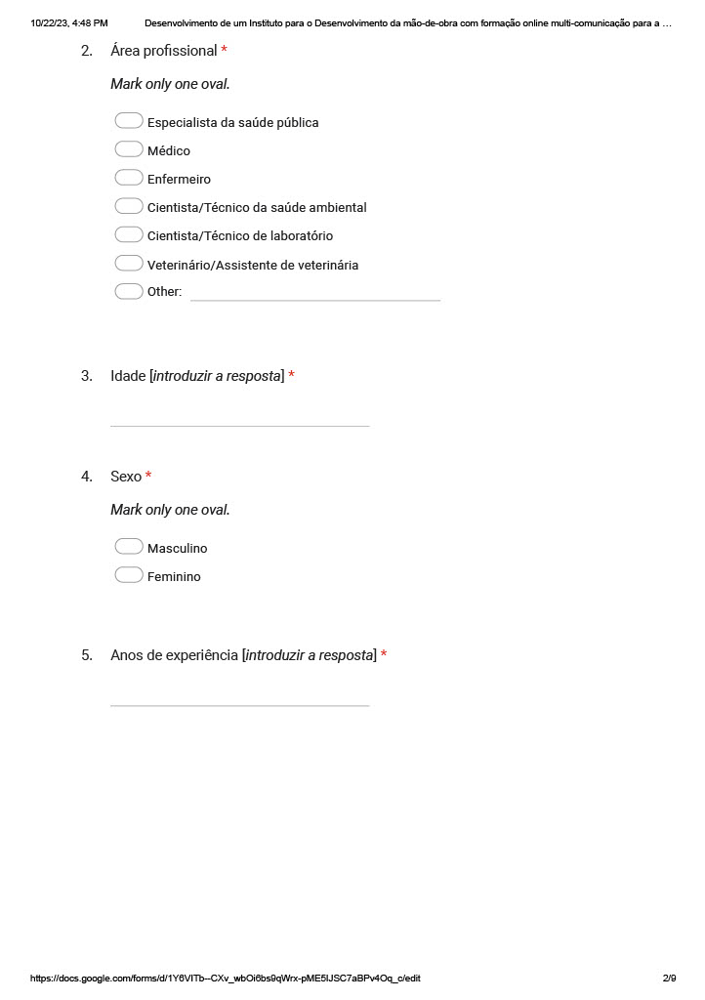 10/22/23, 4:48 PM Desenvolvimento de um Instituto para o Desenvolvimento da mão-de-obra com formação online multi-comunicação para a …
2. Área profissional *
Mark only one oval.
Especialista da saúde pública
Médico
Enfermeiro
Cientista/Técnico da saúde ambiental
Cientista/Técnico de laboratório
Veterinário/Assistente de veterinária
Other:
3. Idade [introduzir a resposta] *
4. Sexo *
Mark only one oval.
Masculino
Feminino
5. Anos de experiência [introduzir a resposta] *
https://docs.google.com/forms/d/1Y6VITb--CXv_wbOi6bs9qWrx-pME5IJSC7aBPv4Oq_c/edit 2/9